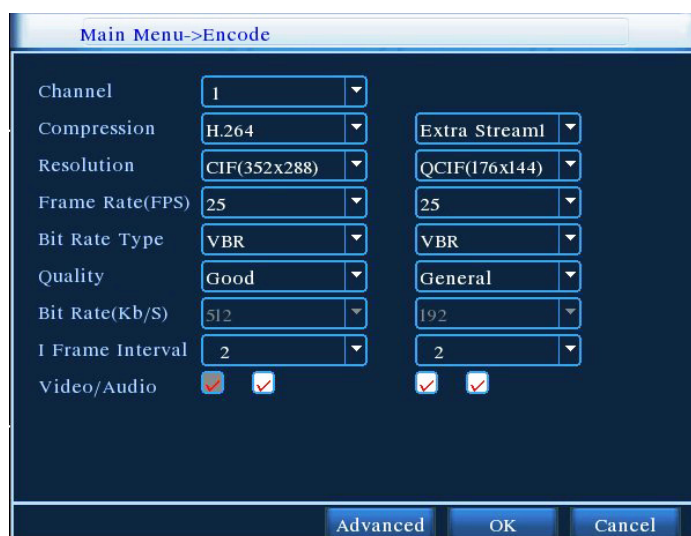 Main Menu->Encode
Channel 1
Compression H.264 Extra Stream1
Resolution CIF(352x288) QCIF(176x144)
Frame Rate(FPS) 25 25
Bit Rate Type VBR VBR
Quality Good General
Bit Rate(Kb/S) 512 192
I Frame Interval 2 2
Video/Audio
Advanced OK Cancel